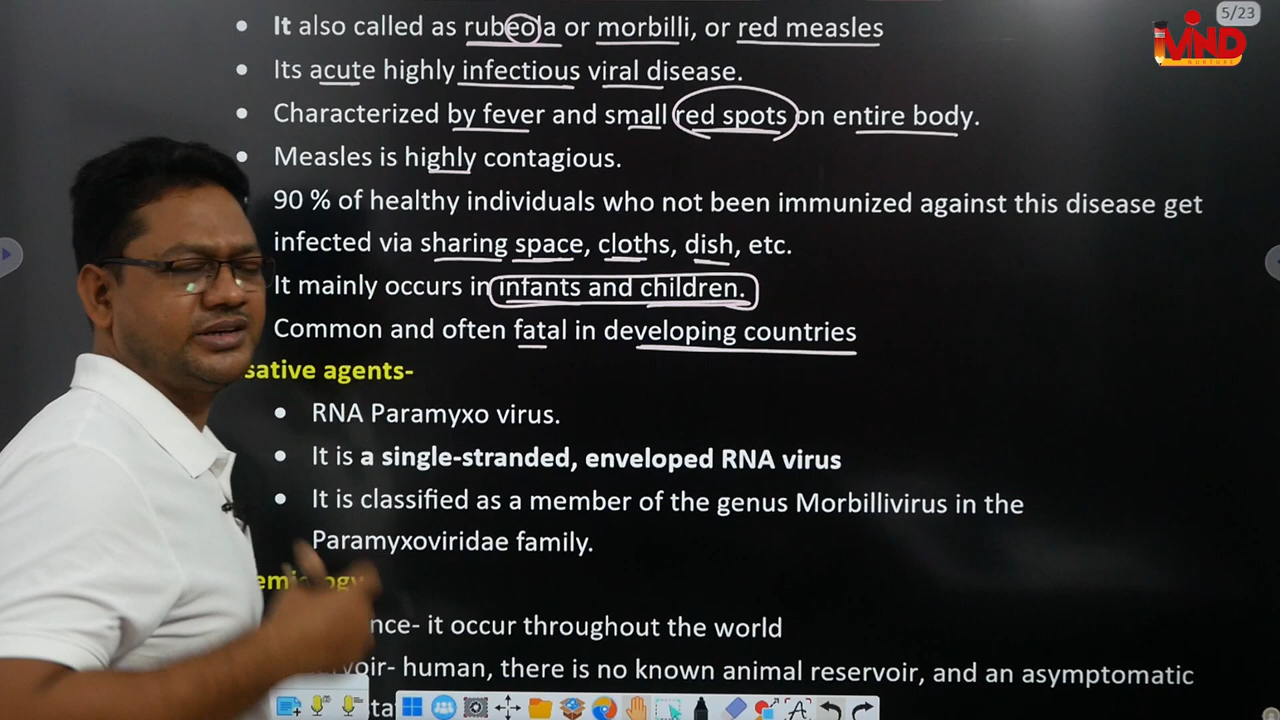 5/23
MIND
NURTURE
• It also called as rubeola or morbilli, or red measles
• Its acute highly infectious viral disease.
• Characterized by fever and small red spots on entire body.
• Measles is highly contagious.
90 % of healthy individuals who not been immunized against this disease get
infected via sharing space, cloths, dish, etc.
It mainly occurs in infants and children.
Common and often fatal in developing countries
sative agents-
• RNA Paramyxo virus.
• It is a single-stranded, enveloped RNA virus
• It is classified as a member of the genus Morbillivirus in the
Paramyxoviridae family.
nce- it occur throughout the world
voir- human, there is no known animal reservoir, and an asymptomatic